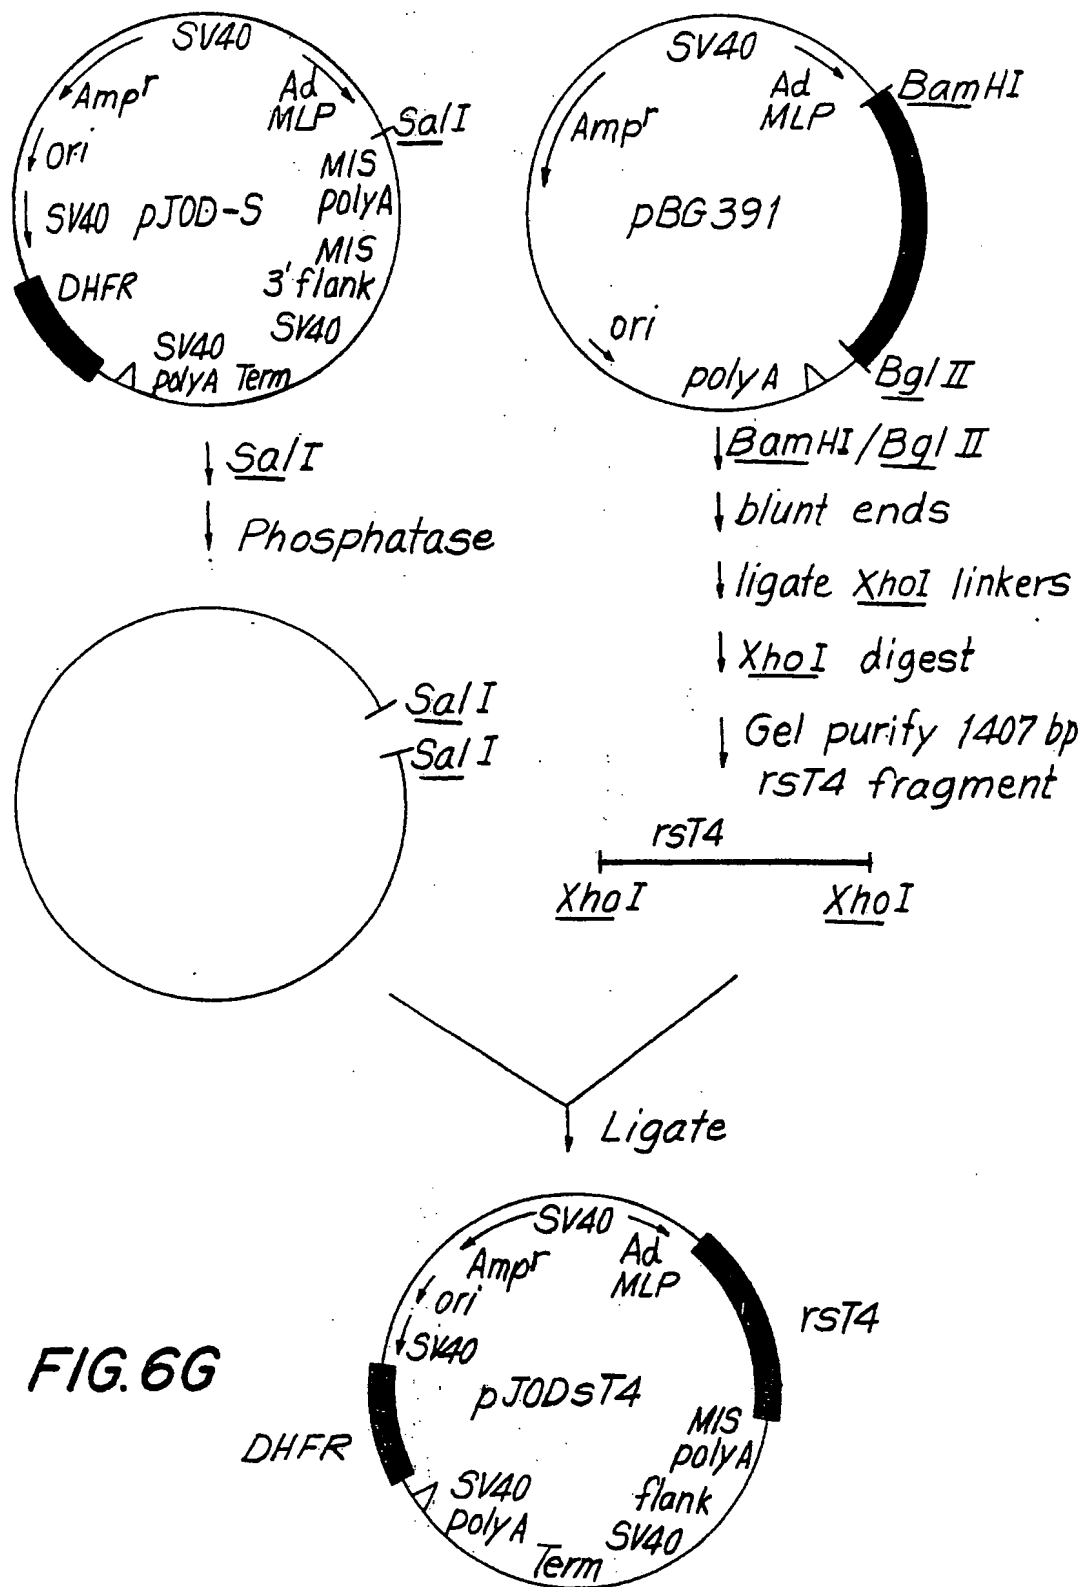 SV40
Ampr
Ad
MLP
SalI
ori
MIS
polyA
SV40
pJOD-S
MIS
3' flank
DHFR
SV40
SV40
polyA Term
SV40
Ampr
Ad
MLP
BamHI
pBG391
ori
polyA
BglII
SalI
Phosphatase
BamHI/BglII
blunt ends
ligate XhoI linkers
XhoI digest
Gel purify 1407 bp
rsT4 fragment
SalI
SalI
rsT4
XhoI
XhoI
Ligate
SV40
Ampr
Ad
MLP
ori
SV40
rsT4
pJODsT4
DHFR
MIS
polyA
flank
SV40
SV40
polyA
Term
FIG. 6G